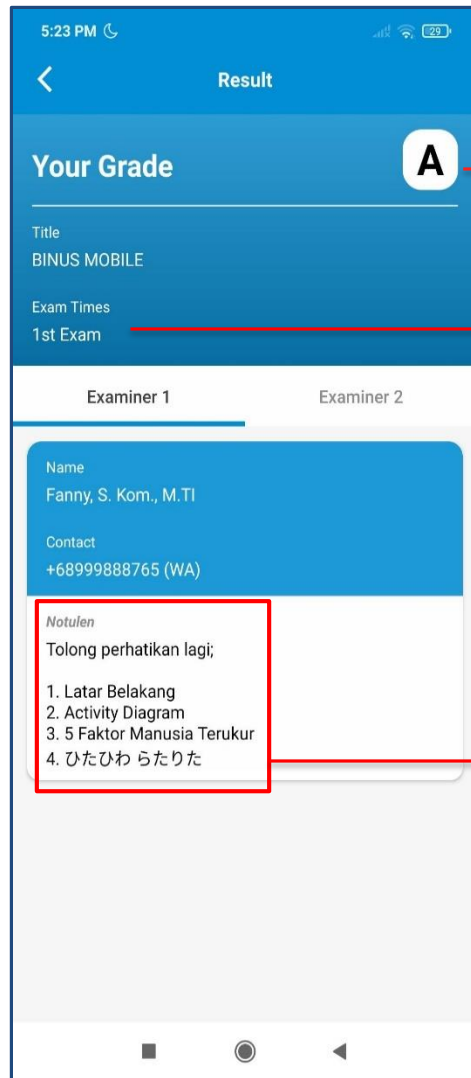 5:23 PM
29
Result
Your Grade
A
Title
BINUS MOBILE
Exam Times
1st Exam
Examiner 1
Examiner 2
Name
Fanny, S. Kom., M.TI
Contact
+68999888765 (WA)
Notulen
Tolong perhatikan lagi;
1. Latar Belakang
2. Activity Diagram
3. 5 Faktor Manusia Terukur
4. ひたひわ らたりた